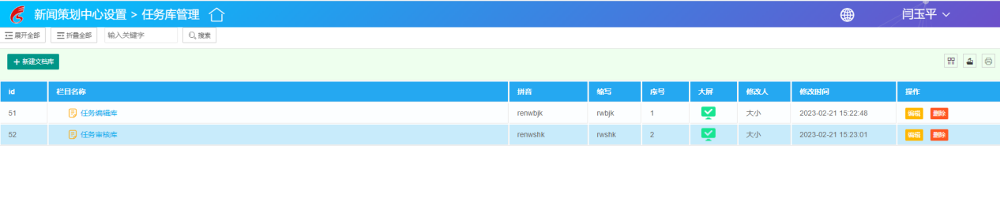 新闻策划中心设置 > 任务库管理
闫玉平
展开全部 折叠全部 输入关键字 搜索
+ 新建文档库
id 栏目名称 拼音 缩写 序号 大屏 修改人 修改时间 操作
51 任务编辑库 renwbjk rwbjk 1 大小 2023-02-21 15:22:48 编辑 删除
52 任务审核库 renwshk rwshk 2 大小 2023-02-21 15:23:01 编辑 删除